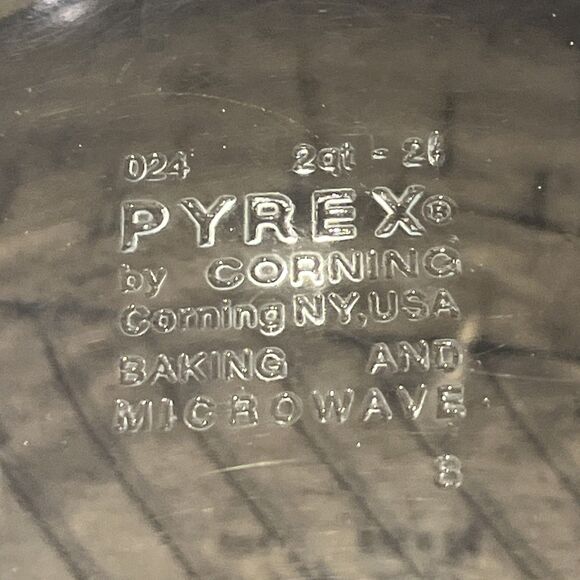 024 2qt - 2l
PYREX®
by CORNING
Corning NY, USA
BAKING AND
MICROWAVE
8